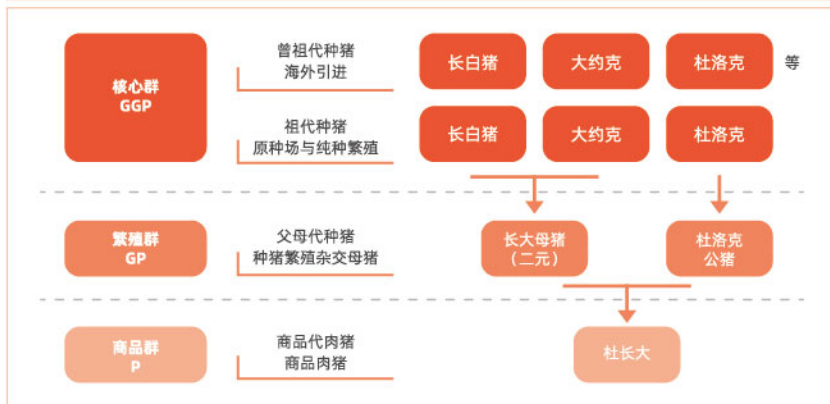 核心群
GGP
曾祖代种猪
海外引进
长白猪
大约克
杜洛克
等
祖代种猪
原种场与纯种繁殖
长白猪
大约克
杜洛克
繁殖群
GP
父母代种猪
种猪繁殖杂交母猪
长大母猪
（二元）
杜洛克
公猪
商品群
P
商品代肉猪
商品肉猪
杜长大